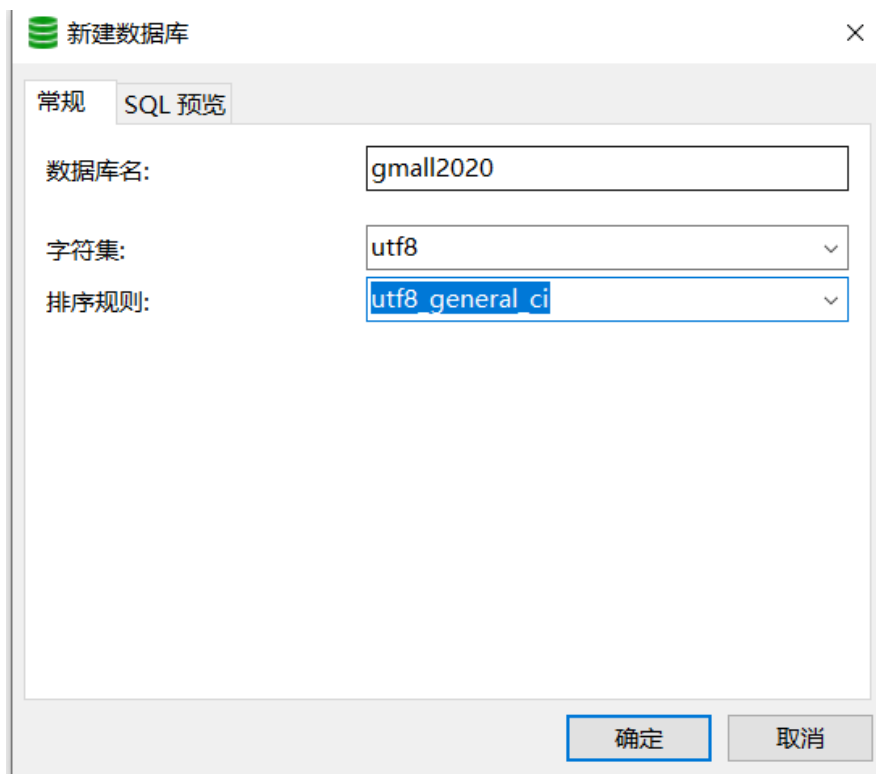 新建数据库
常规 SQL 预览
数据库名: gmall2020
字符集: utf8
排序规则: utf8_general_ci
确定 取消